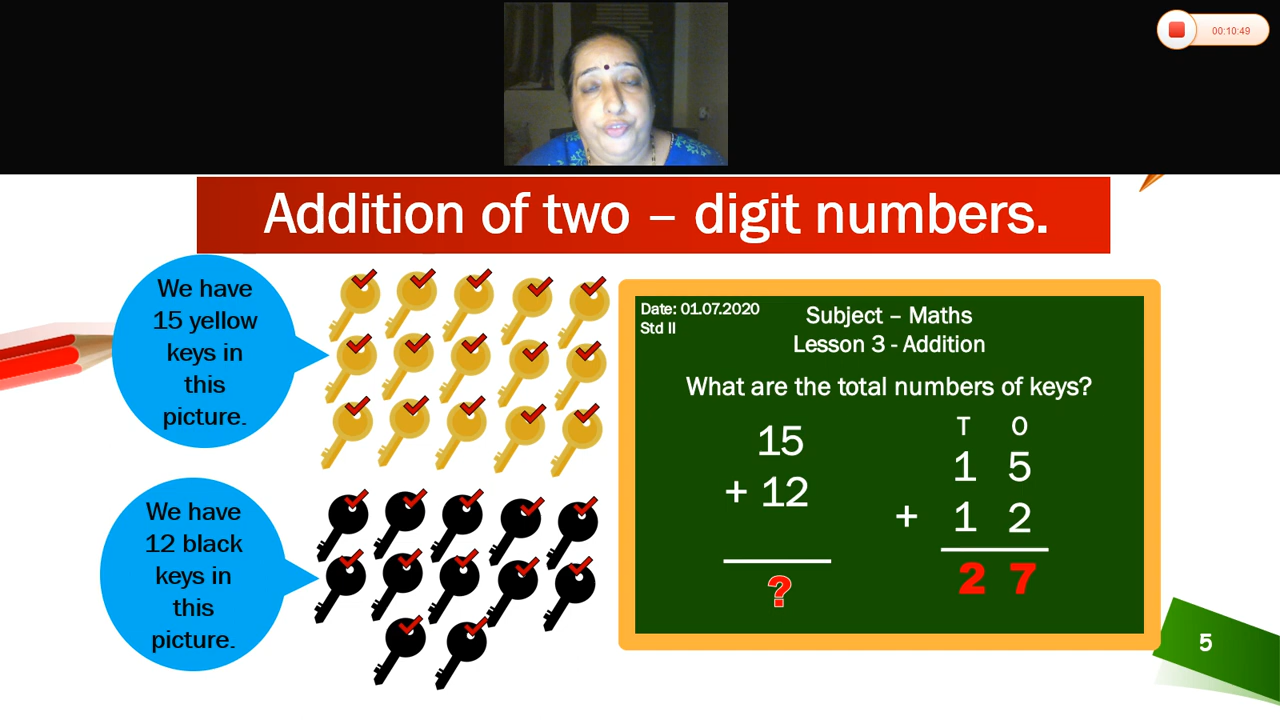 00:10:49
Addition of two – digit numbers.
We have
15 yellow
keys in
this
picture.
We have
12 black
keys in
this
picture.
Date: 01.07.2020
Std II
Subject – Maths
Lesson 3 - Addition
What are the total numbers of keys?
15
+ 12
?
T O
1 5
+ 1 2
2 7
5